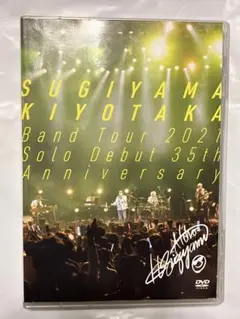 SUGIYAMA
KIYOTAKA
Band Tour 2021
Solo Debut 35th
Anniversary
DVD